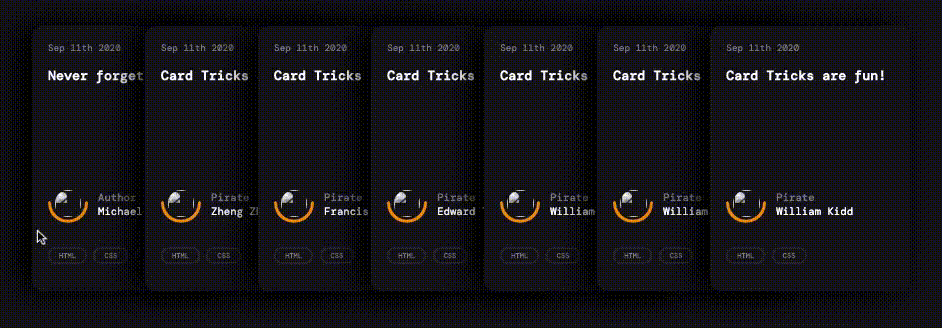 Sep 11th 2020
Never forget
Author
Michael
HTML CSS
Sep 11th 2020
Card Tricks
Pirate
Zheng
HTML CSS
Sep 11th 2020
Card Tricks
Pirate
Francis
HTML CSS
Sep 11th 2020
Card Tricks
Pirate
Edward
HTML CSS
Sep 11th 2020
Card Tricks
Pirate
William
HTML CSS
Sep 11th 2020
Card Tricks
Pirate
William
HTML CSS
Sep 11th 2020
Card Tricks are fun!
Pirate
William Kidd
HTML CSS